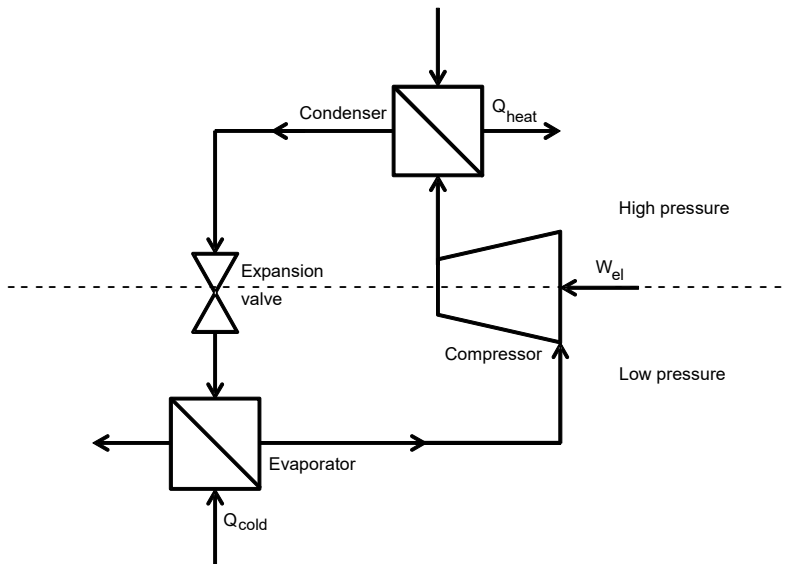 Condenser
Qheat
High pressure
Expansion
valve
Wel
Compressor
Low pressure
Evaporator
Qcold